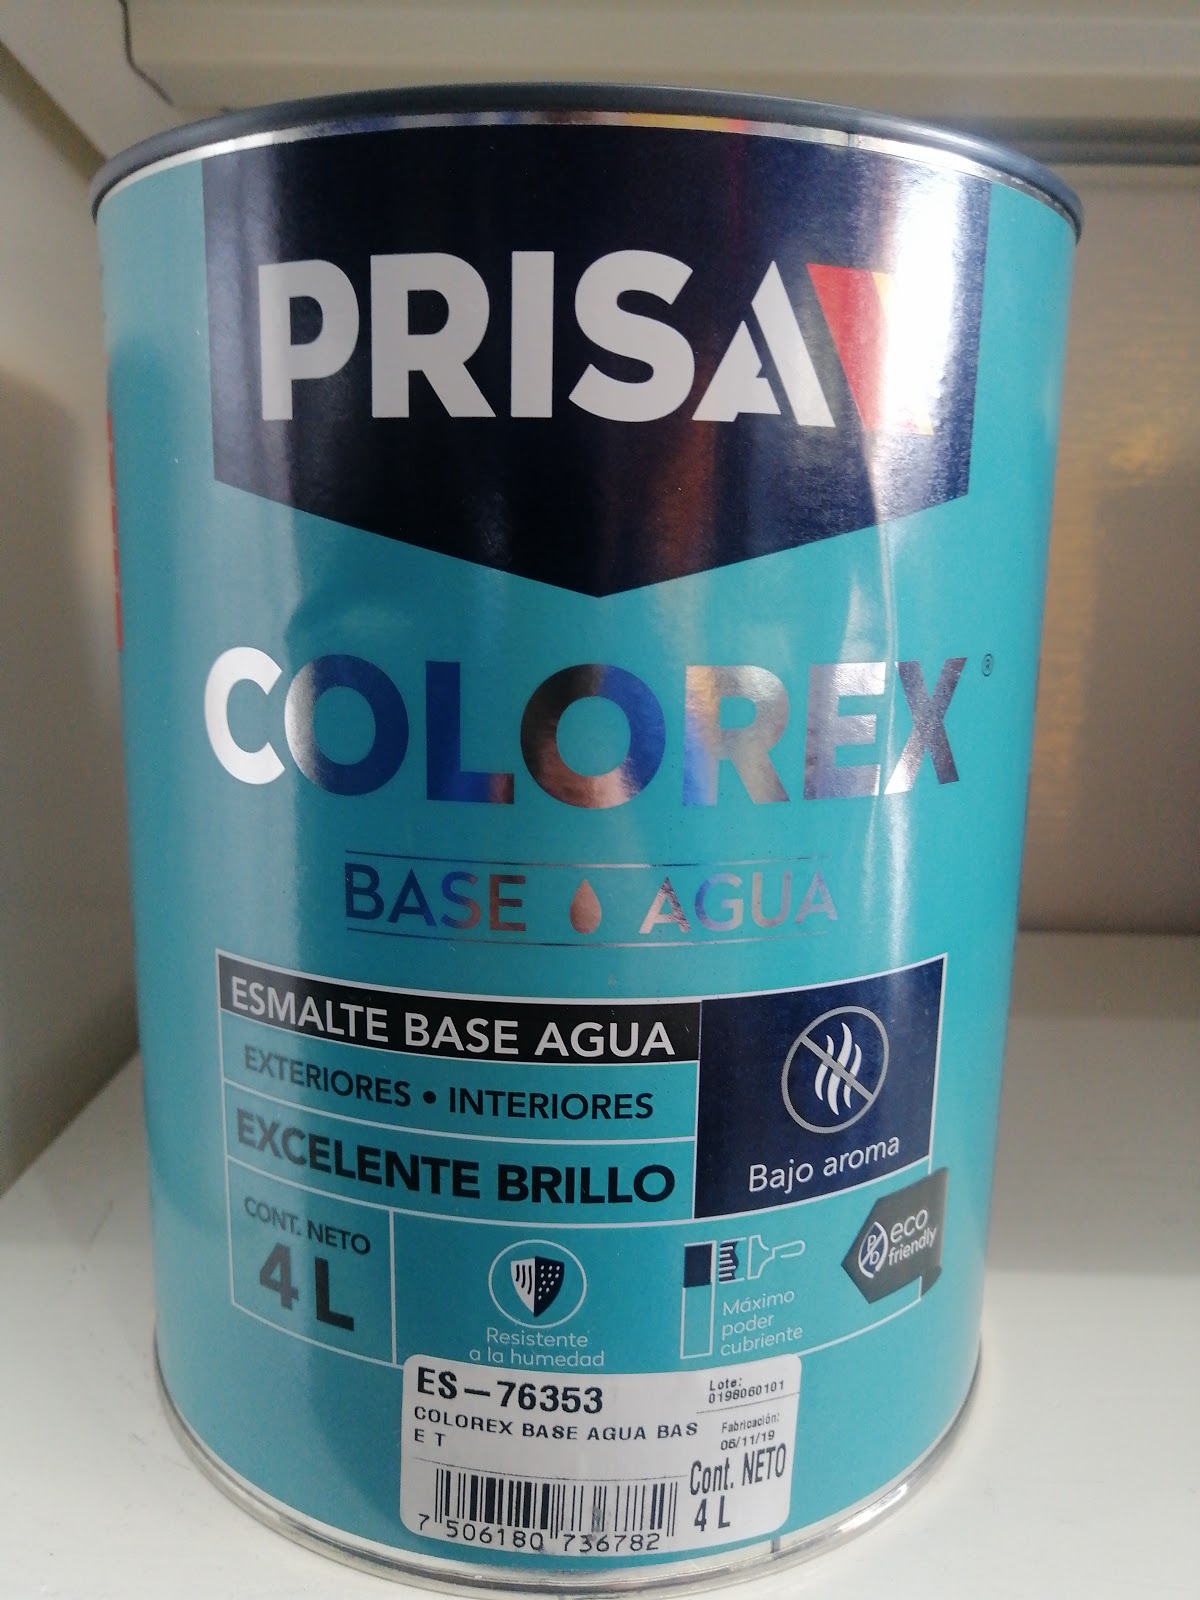 PRISA
COLOREX®
BASE AGUA
ESMALTE BASE AGUA
EXTERIORES • INTERIORES
EXCELENTE BRILLO
Bajo aroma
CONT. NETO
4 L
Resistente
a la humedad
Máximo
poder
cubriente
eco
friendly
ES-76353
COLOREX BASE AGUA BAS
E T
Lote:
0198060101
Fabricación:
06/11/19
Cont. NETO
4 L
7 506180 736782